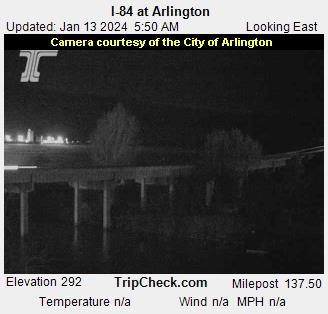 I-84 at Arlington
Updated: Jan 13 2024 5:50 AM Looking East
Camera courtesy of the City of Arlington
Elevation 292 TripCheck.com Milepost 137.50
Temperature n/a Wind n/a MPH n/a